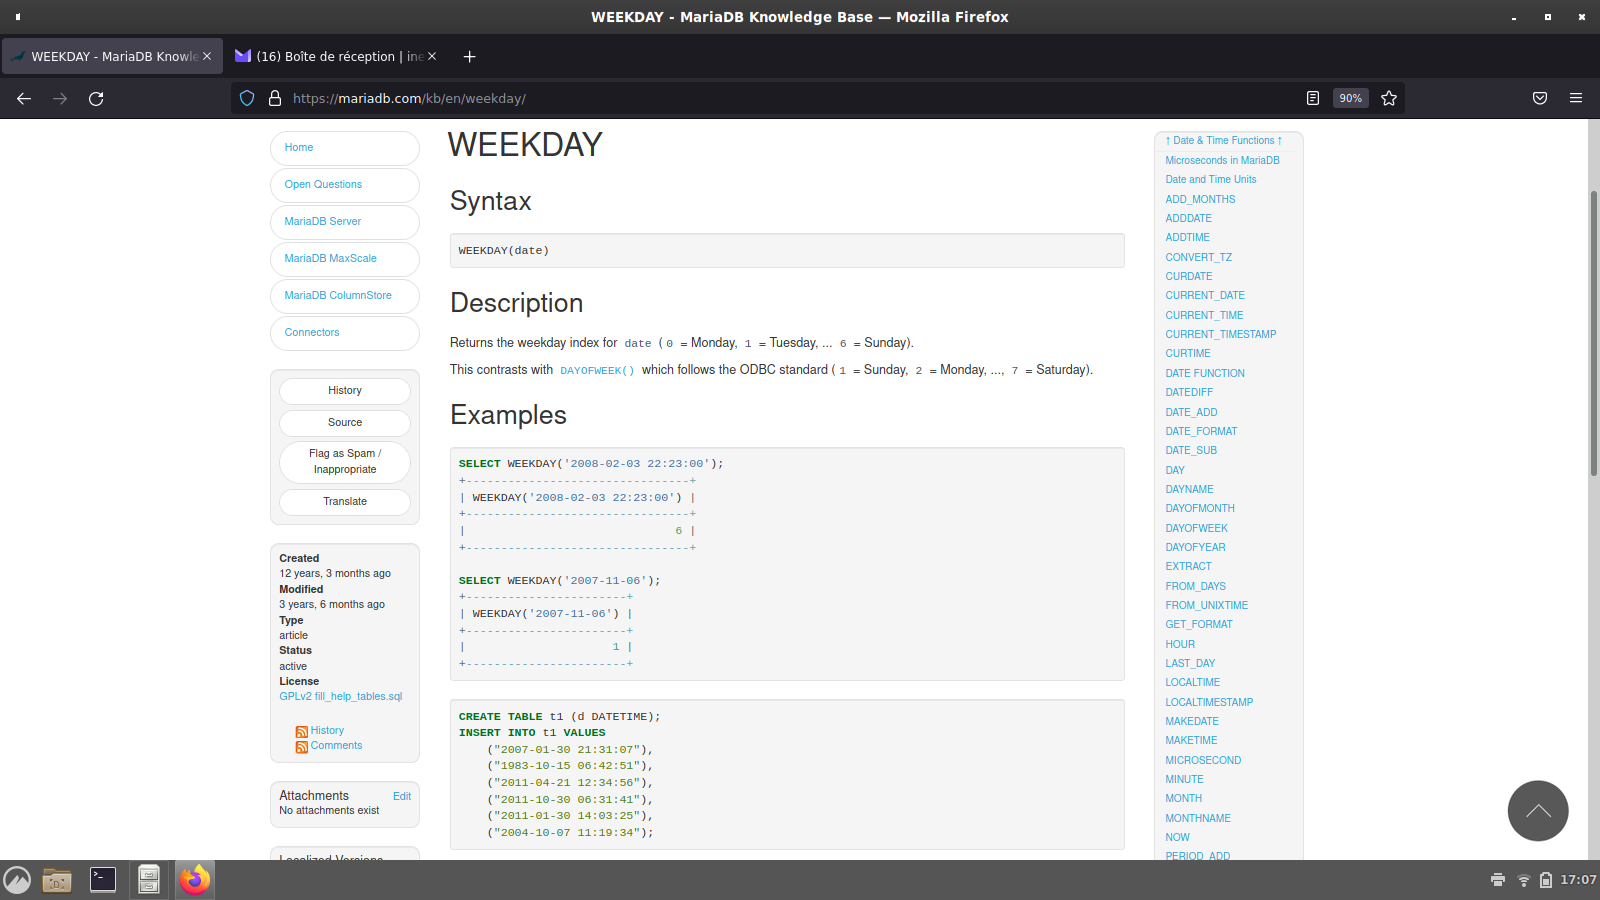 WEEKDAY - MariaDB Knowledge Base — Mozilla Firefox
WEEKDAY - MariaDB Knowle
(16) Boîte de réception | ine
https://mariadb.com/kb/en/weekday/
90%
Home
Open Questions
MariaDB Server
MariaDB MaxScale
MariaDB ColumnStore
Connectors
History
Source
Flag as Spam /
Inappropriate
Translate
Created
12 years, 3 months ago
Modified
3 years, 6 months ago
Type
article
Status
active
License
GPLv2 fill_help_tables.sql
History
Comments
Attachments Edit
No attachments exist
Localized Versions
WEEKDAY
Syntax
WEEKDAY(date)
Description
Returns the weekday index for date ( 0 = Monday, 1 = Tuesday, ... 6 = Sunday).
This contrasts with DAYOFWEEK() which follows the ODBC standard ( 1 = Sunday, 2 = Monday, ..., 7 = Saturday).
Examples
SELECT WEEKDAY('2008-02-03 22:23:00');
+--------------------------------+
| WEEKDAY('2008-02-03 22:23:00') |
+--------------------------------+
|                              6 |
+--------------------------------+
SELECT WEEKDAY('2007-11-06');
+-----------------------+
| WEEKDAY('2007-11-06') |
+-----------------------+
|                     1 |
+-----------------------+
CREATE TABLE t1 (d DATETIME);
INSERT INTO t1 VALUES
    ("2007-01-30 21:31:07"),
    ("1983-10-15 06:42:51"),
    ("2011-04-21 12:34:56"),
    ("2011-10-30 06:31:41"),
    ("2011-01-30 14:03:25"),
    ("2004-10-07 11:19:34");
↑ Date & Time Functions ↑
Microseconds in MariaDB
Date and Time Units
ADD_MONTHS
ADDDATE
ADDTIME
CONVERT_TZ
CURDATE
CURRENT_DATE
CURRENT_TIME
CURRENT_TIMESTAMP
CURTIME
DATE FUNCTION
DATEDIFF
DATE_ADD
DATE_FORMAT
DATE_SUB
DAY
DAYNAME
DAYOFMONTH
DAYOFWEEK
DAYOFYEAR
EXTRACT
FROM_DAYS
FROM_UNIXTIME
GET_FORMAT
HOUR
LAST_DAY
LOCALTIME
LOCALTIMESTAMP
MAKEDATE
MAKETIME
MICROSECOND
MINUTE
MONTH
MONTHNAME
NOW
PERIOD_ADD
17:07